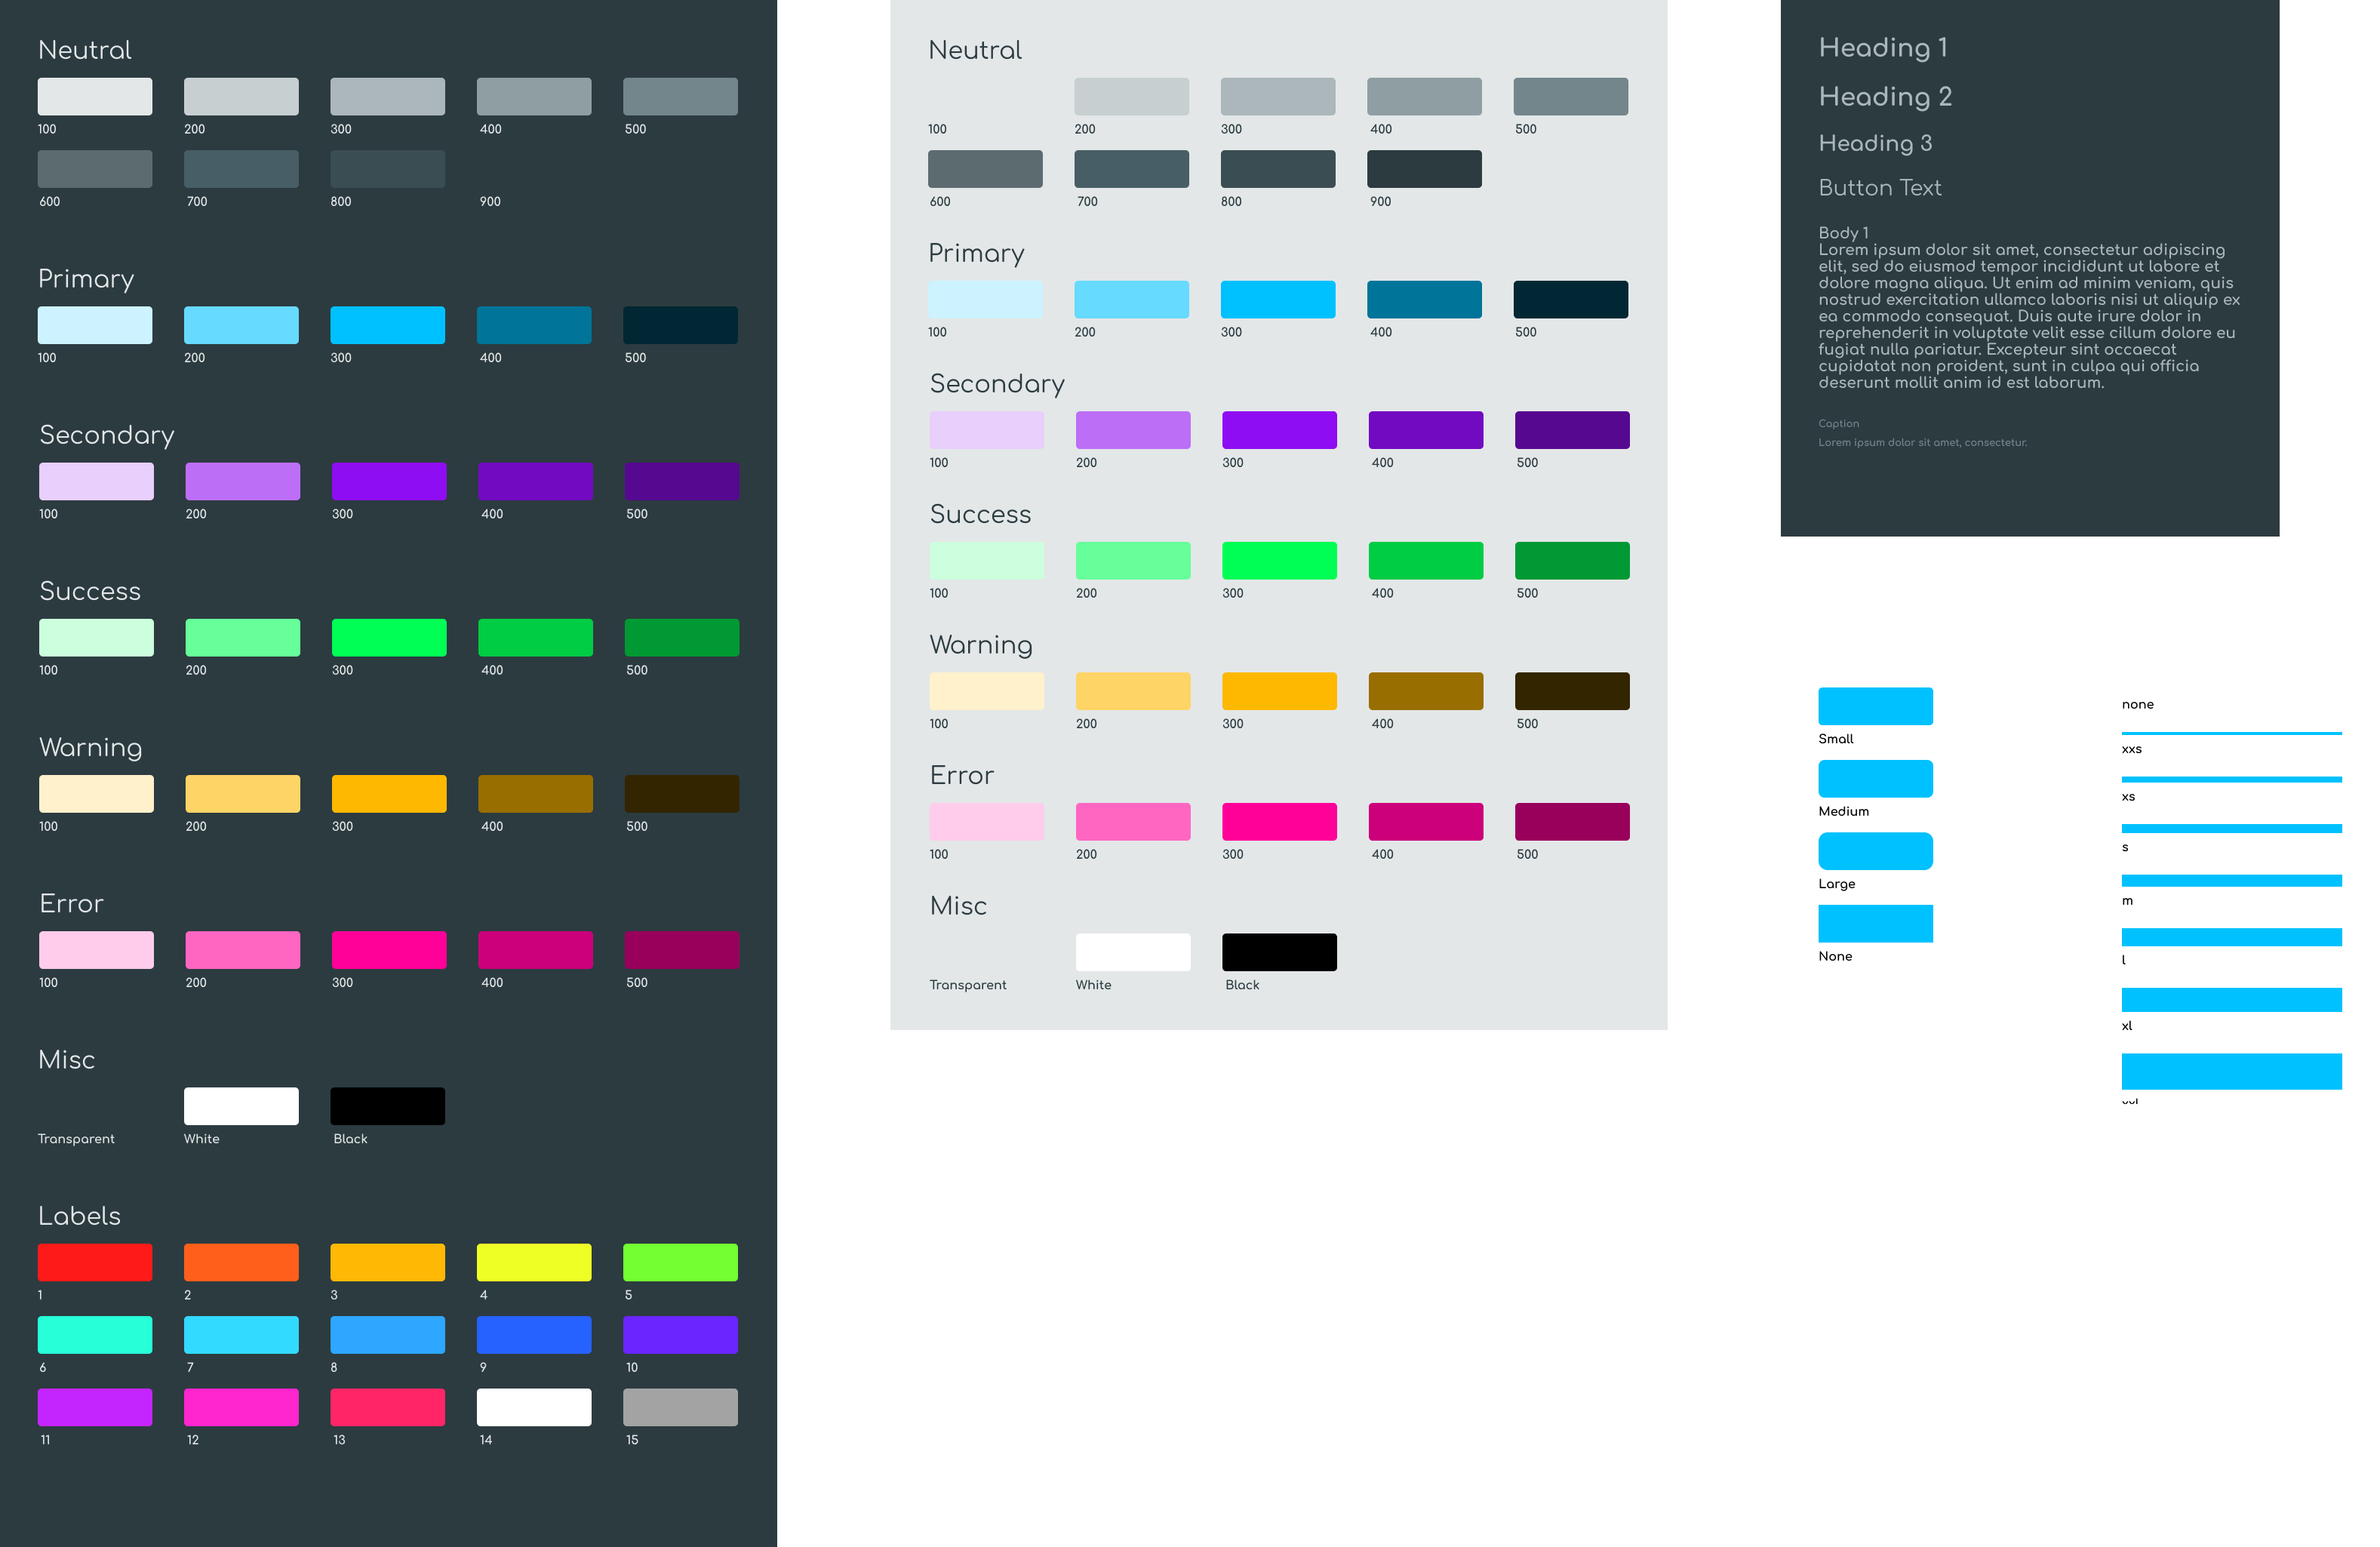 Neutral
100 200 300 400 500
600 700 800 900
Primary
100 200 300 400 500
Secondary
100 200 300 400 500
Success
100 200 300 400 500
Warning
100 200 300 400 500
Error
100 200 300 400 500
Misc
Transparent White Black
Labels
1 2 3 4 5
6 7 8 9 10
11 12 13 14 15
Neutral
100 200 300 400 500
600 700 800 900
Primary
100 200 300 400 500
Secondary
100 200 300 400 500
Success
100 200 300 400 500
Warning
100 200 300 400 500
Error
100 200 300 400 500
Misc
Transparent White Black
Heading 1
Heading 2
Heading 3
Button Text
Body 1
Lorem ipsum dolor sit amet, consectetur adipiscing
elit, sed do eiusmod tempor incididunt ut labore et
dolore magna aliqua. Ut enim ad minim veniam, quis
nostrud exercitation ullamco laboris nisi ut aliquip ex
ea commodo consequat. Duis aute irure dolor in
reprehenderit in voluptate velit esse cillum dolore eu
fugiat nulla pariatur. Excepteur sint occaecat
cupidatat non proident, sunt in culpa qui officia
deserunt mollit anim id est laborum.
Caption
Lorem ipsum dolor sit amet, consectetur.
Small
Medium
Large
None
none
xxs
xs
s
m
l
xl